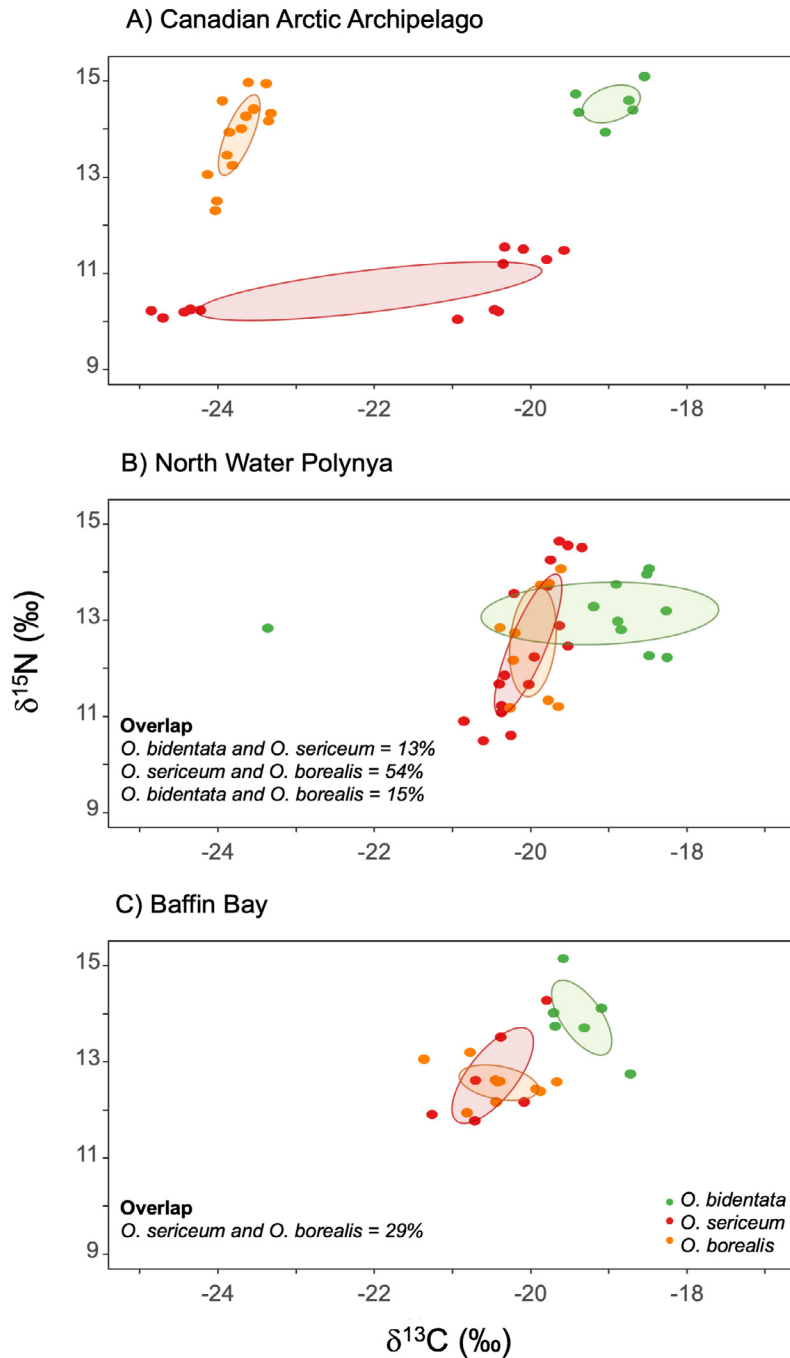 A) Canadian Arctic Archipelago
15
13
11
9
-24
-22
-20
-18
B) North Water Polynya
15
13
11
9
Overlap
O. bidentata and O. sericeum = 13%
O. sericeum and O. borealis = 54%
O. bidentata and O. borealis = 15%
-24
-22
-20
-18
δ15N (‰)
C) Baffin Bay
15
13
11
9
Overlap
O. sericeum and O. borealis = 29%
O. bidentata
O. sericeum
O. borealis
-24
-22
-20
-18
δ13C (‰)